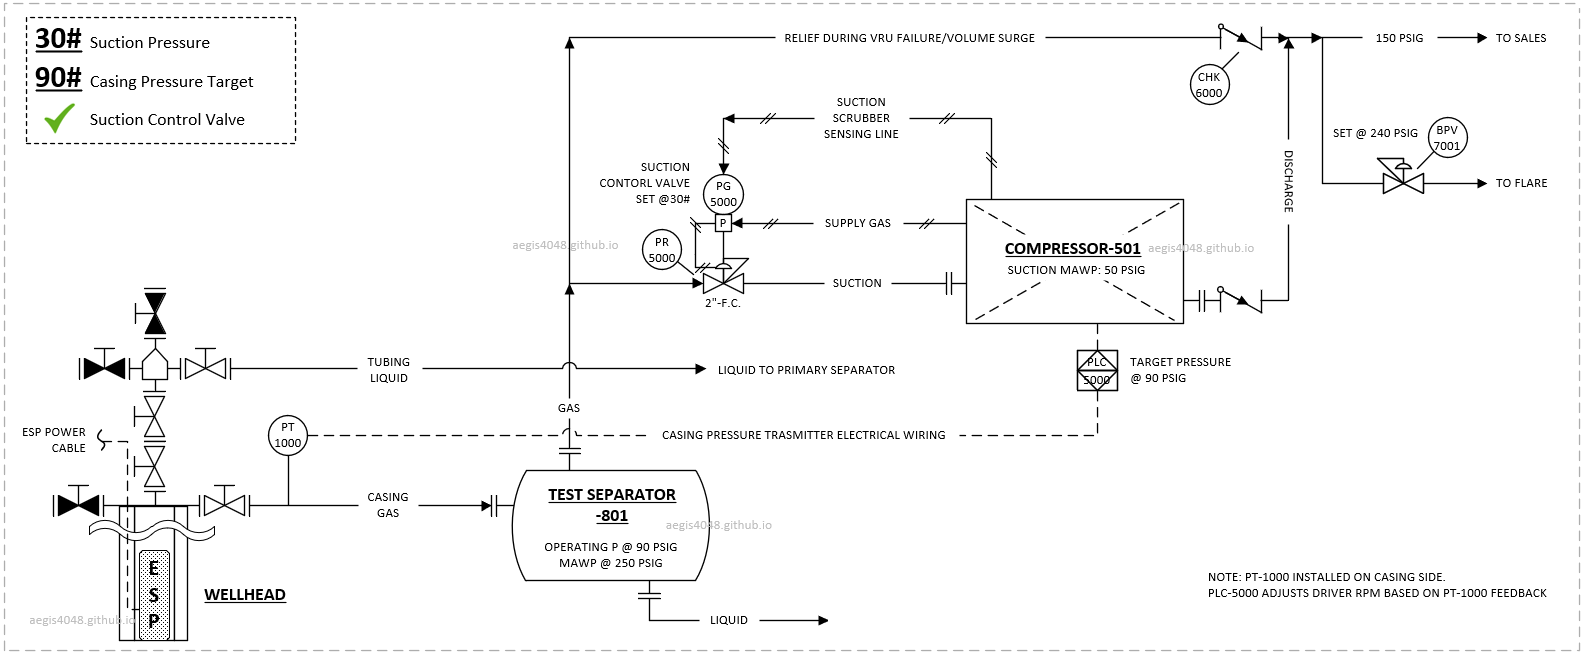 30# Suction Pressure
90# Casing Pressure Target
Suction Control Valve
RELIEF DURING VRU FAILURE/VOLUME SURGE
150 PSIG
TO SALES
CHK
6000
SET @ 240 PSIG
BPV
7001
TO FLARE
DISCHARGE
SUCTION
SCRUBBER
SENSING LINE
SUCTION
CONTORL VALVE
SET @30#
PG
5000
P
SUPPLY GAS
PR
5000
2"-F.C.
SUCTION
aegis4048.github.io
COMPRESSOR-501
SUCTION MAWP: 50 PSIG
aegis4048.github.io
PLC
5000
TARGET PRESSURE
@ 90 PSIG
TUBING
LIQUID
LIQUID TO PRIMARY SEPARATOR
GAS
ESP POWER
CABLE
PT
1000
CASING PRESSURE TRASMITTER ELECTRICAL WIRING
CASING
GAS
TEST SEPARATOR
-801
aegis4048.github.io
OPERATING P @ 90 PSIG
MAWP @ 250 PSIG
LIQUID
E
S
P
WELLHEAD
aegis4048.github.io
NOTE: PT-1000 INSTALLED ON CASING SIDE.
PLC-5000 ADJUSTS DRIVER RPM BASED ON PT-1000 FEEDBACK